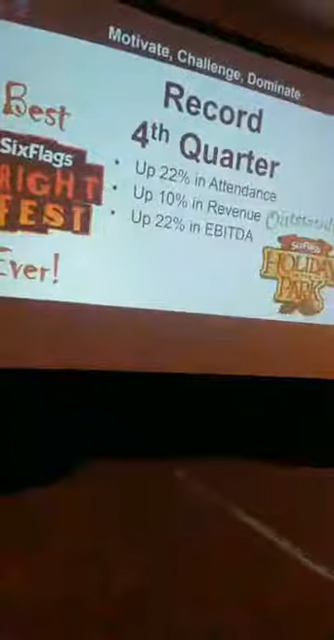 Motivate, Challenge, Dominate
Record
4th Quarter
Best
SixFlags
FRIGHT
FEST
Ever!
• Up 22% in Attendance
• Up 10% in Revenue
• Up 22% in EBITDA
SixFlags
HOLIDAY
PARK